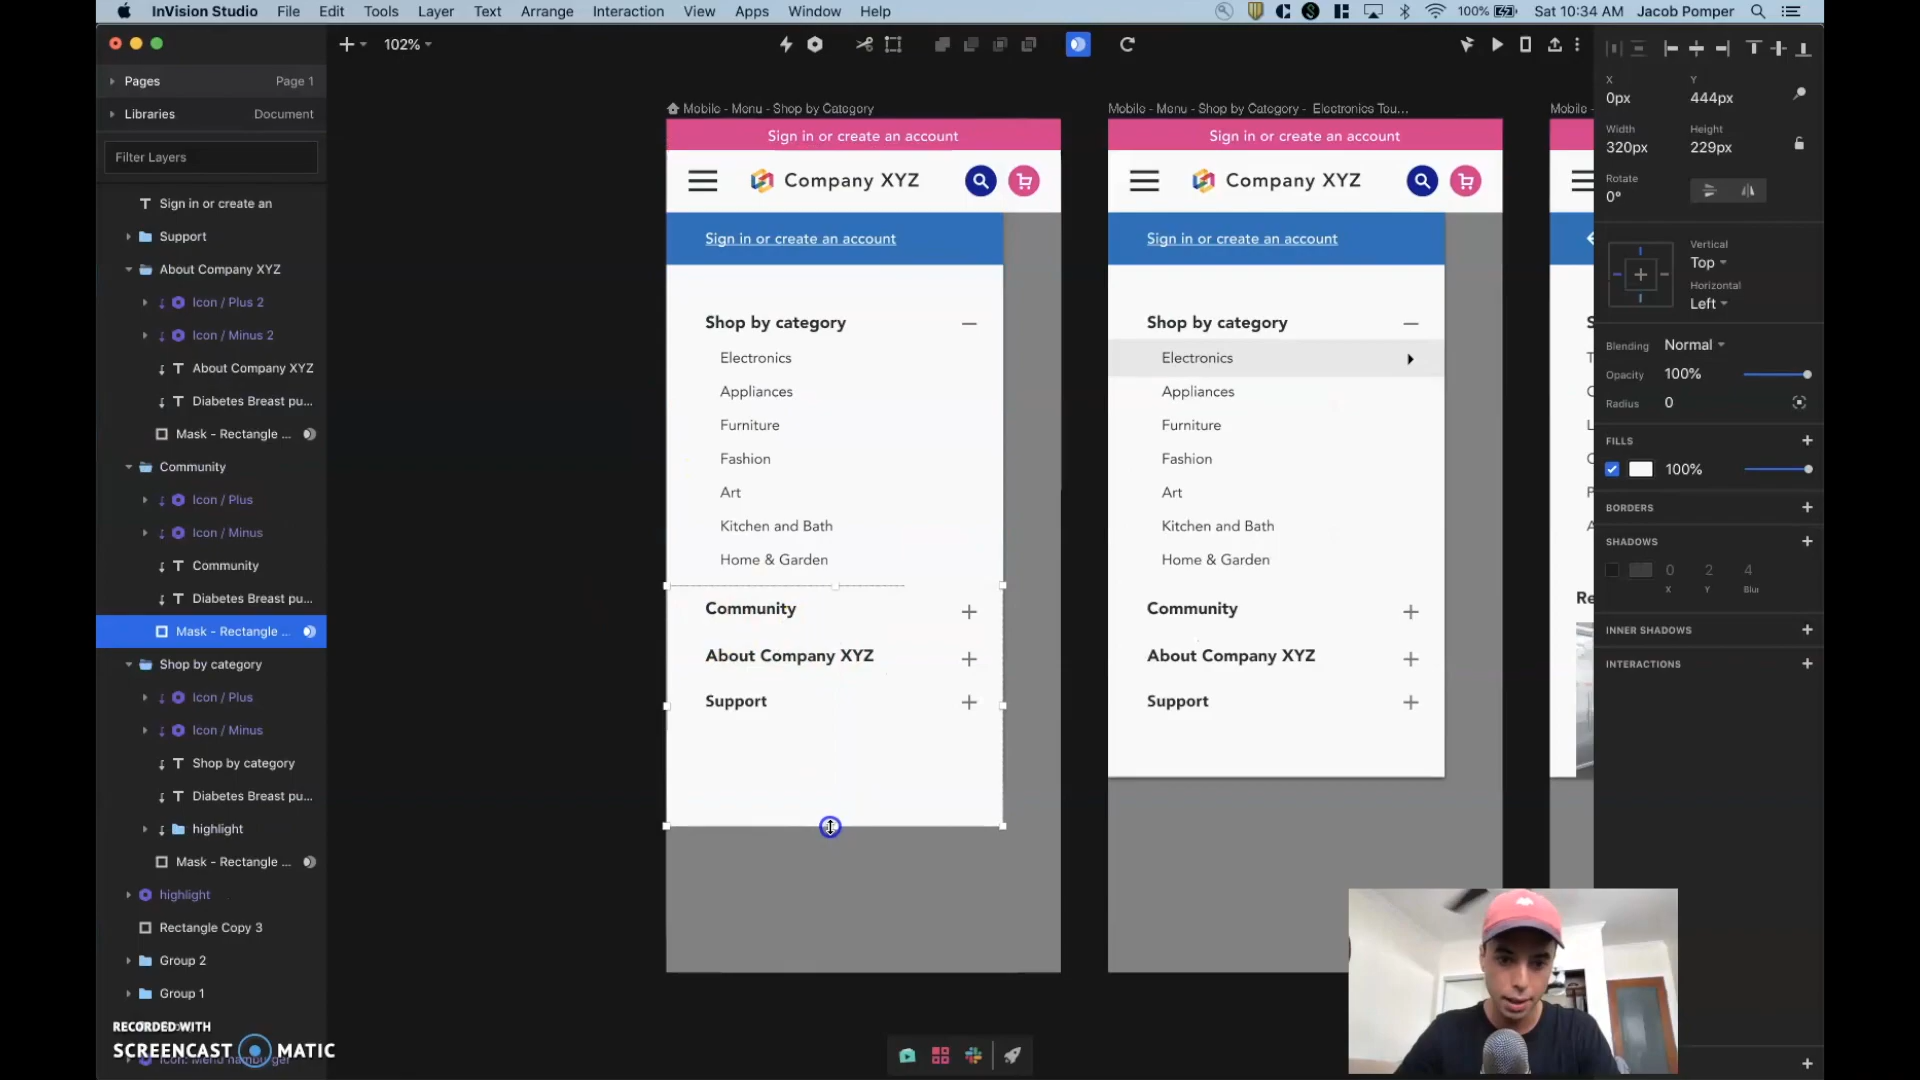 InVision Studio File Edit Tools Layer Text Arrange Interaction View Apps Window Help 100% Sat 10:34 AM Jacob Pomper
102%
Pages Page 1
Libraries Document
Filter Layers
Sign in or create an
Support
About Company XYZ
Icon / Plus 2
Icon / Minus 2
About Company XYZ
Diabetes Breast pu...
Mask - Rectangle ...
Community
Icon / Plus
Icon / Minus
Community
Diabetes Breast pu...
Mask - Rectangle ...
Shop by category
Icon / Plus
Icon / Minus
Shop by category
Diabetes Breast pu...
highlight
Mask - Rectangle ...
highlight
Rectangle Copy 3
Group 2
Group 1
RECORDED WITH
SCREENCAST MATIC
Mobile - Menu - Shop by Category
Sign in or create an account
Company XYZ
Sign in or create an account
Shop by category
Electronics
Appliances
Furniture
Fashion
Art
Kitchen and Bath
Home & Garden
Community
About Company XYZ
Support
Mobile - Menu - Shop by Category - Electronics Tou...
Sign in or create an account
Company XYZ
Sign in or create an account
Shop by category
Electronics
Appliances
Furniture
Fashion
Art
Kitchen and Bath
Home & Garden
Community
About Company XYZ
Support
Mobile -
Re
X Y
0px 444px
Width Height
320px 229px
Rotate
0°
Vertical
Top
Horizontal
Left
Blending Normal
Opacity 100%
Radius 0
FILLS
100%
BORDERS
SHADOWS
0 2 4
X Y Blur
INNER SHADOWS
INTERACTIONS